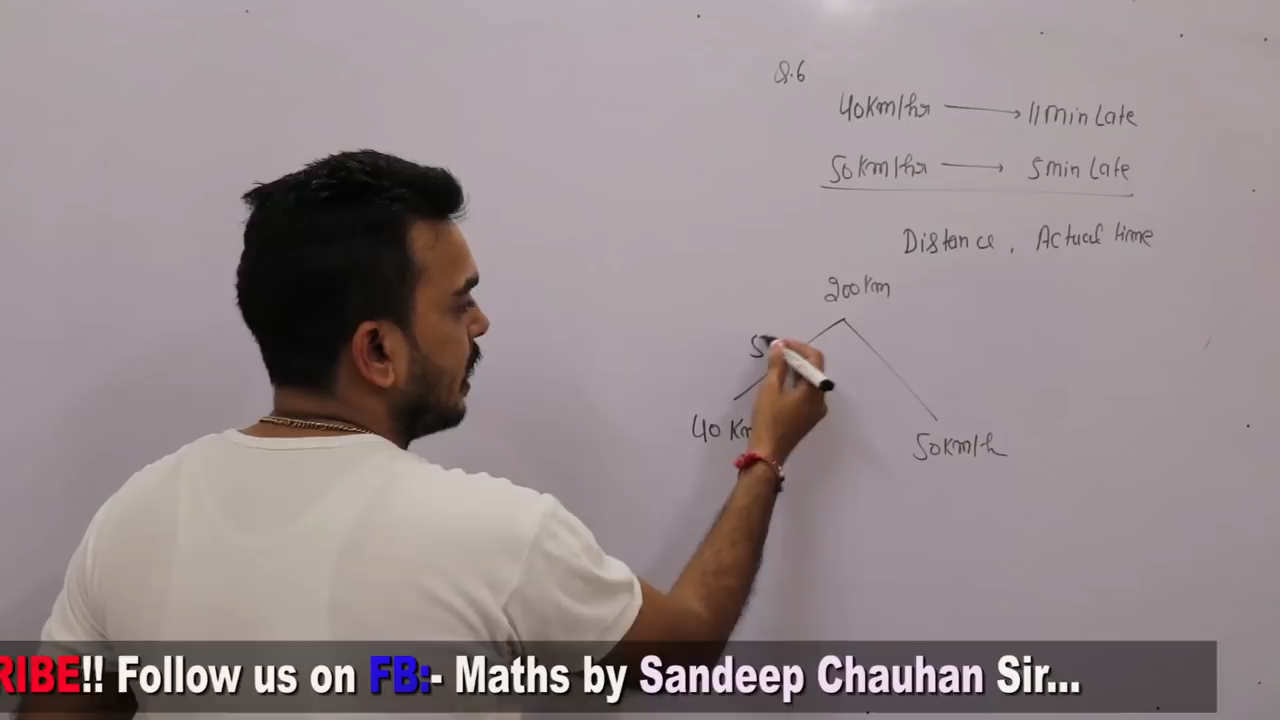 Q.6
40Km/hr → 11 min Late
50Km/hr → 5 min Late
Distance, Actual time
200Km
5
40 Km
50Km/h
RIBE!! Follow us on FB:- Maths by Sandeep Chauhan Sir...